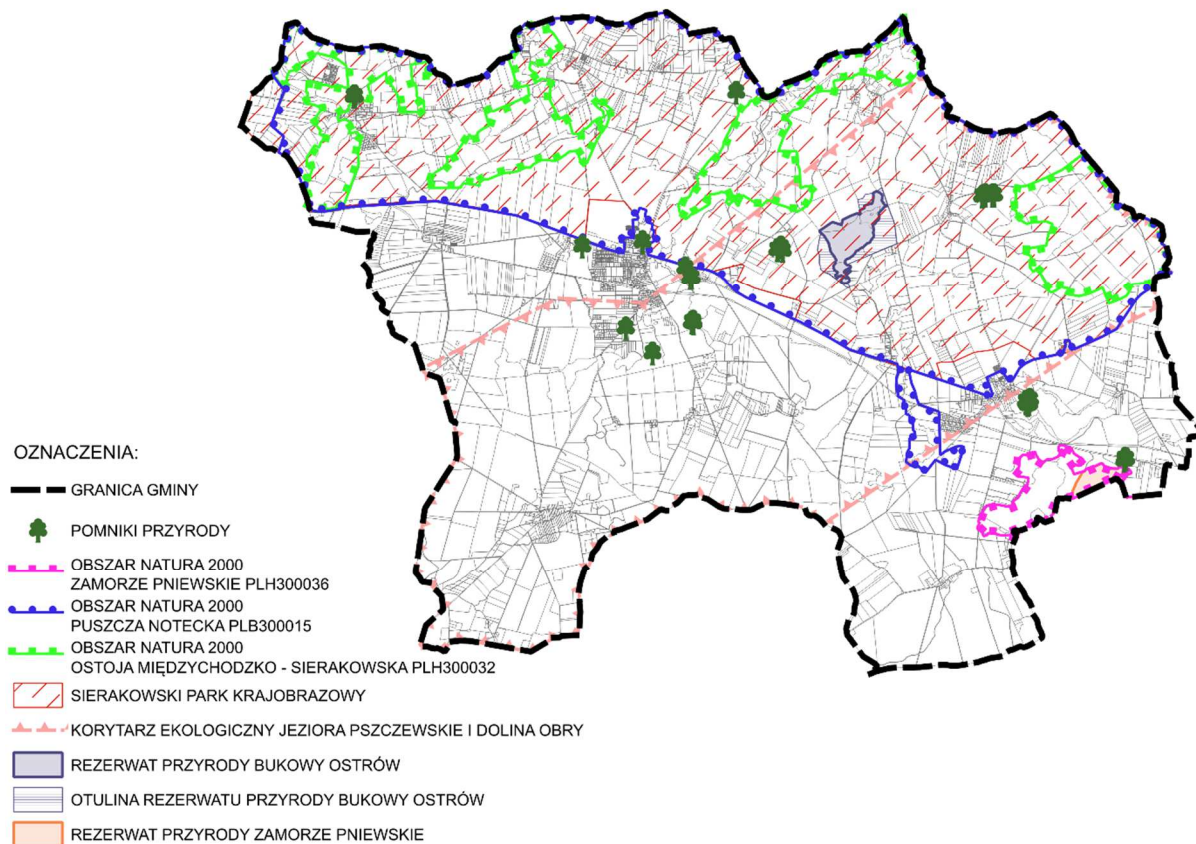 OZNACZENIA:
GRANICA GMINY
POMNIKI PRZYRODY
OBSZAR NATURA 2000
ZAMORZE PNIEWSKIE PLH300036
OBSZAR NATURA 2000
PUSZCZA NOTECKA PLB300015
OBSZAR NATURA 2000
OSTOJA MIĘDZYCHODZKO - SIERAKOWSKA PLH300032
SIERAKOWSKI PARK KRAJOBRAZOWY
KORYTARZ EKOLOGICZNY JEZIORA PSZCZEWSKIE I DOLINA OBRY
REZERWAT PRZYRODY BUKOWY OSTRÓW
OTULINA REZERWATU PRZYRODY BUKOWY OSTRÓW
REZERWAT PRZYRODY ZAMORZE PNIEWSKIE